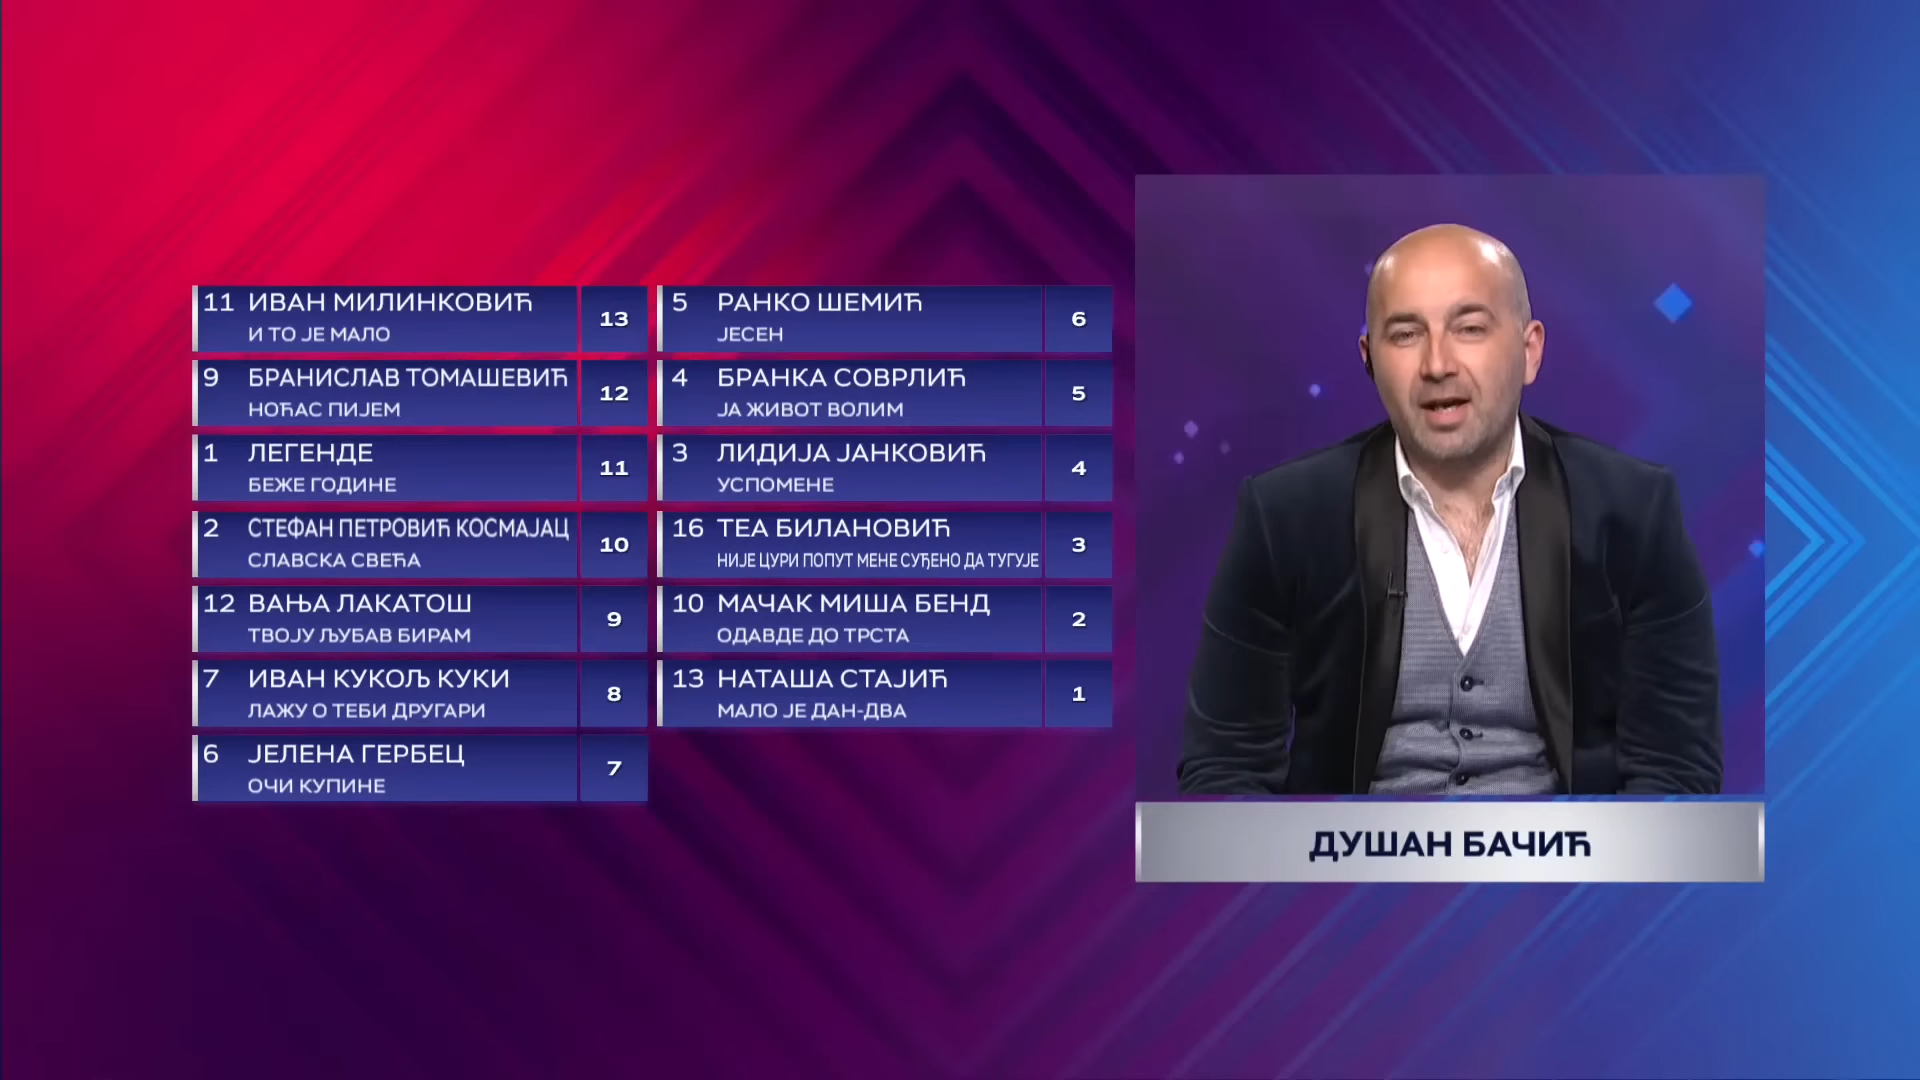 11 ИВАН МИЛИНКОВИЋ 13
И ТО ЈЕ МАЛО
9 БРАНИСЛАВ ТОМАШЕВИЋ 12
НОЋАС ПИЈЕМ
1 ЛЕГЕНДЕ 11
БЕЖЕ ГОДИНЕ
2 СТЕФАН ПЕТРОВИЋ КОСМАЈАЦ 10
СЛАВСКА СВЕЋА
12 ВАЊА ЛАКАТОШ 9
ТВОЈУ ЉУБАВ БИРАМ
7 ИВАН КУКОЉ КУКИ 8
ЛАЖУ О ТЕБИ ДРУГАРИ
6 ЈЕЛЕНА ГЕРБЕЦ 7
ОЧИ КУПИНЕ
5 РАНКО ШЕМИЋ 6
ЈЕСЕН
4 БРАНКА СОВРЛИЋ 5
ЈА ЖИВОТ ВОЛИМ
3 ЛИДИЈА ЈАНКОВИЋ 4
УСПОМЕНЕ
16 ТЕА БИЛАНОВИЋ 3
НИЈЕ ЦУРИ ПОПУТ МЕНЕ СУЂЕНО ДА ТУГУЈЕ
10 МАЧАК МИША БЕНД 2
ОДАВДЕ ДО ТРСТА
13 НАТАША СТАЈИЋ 1
МАЛО ЈЕ ДАН-ДВА
ДУШАН БАЧИЋ